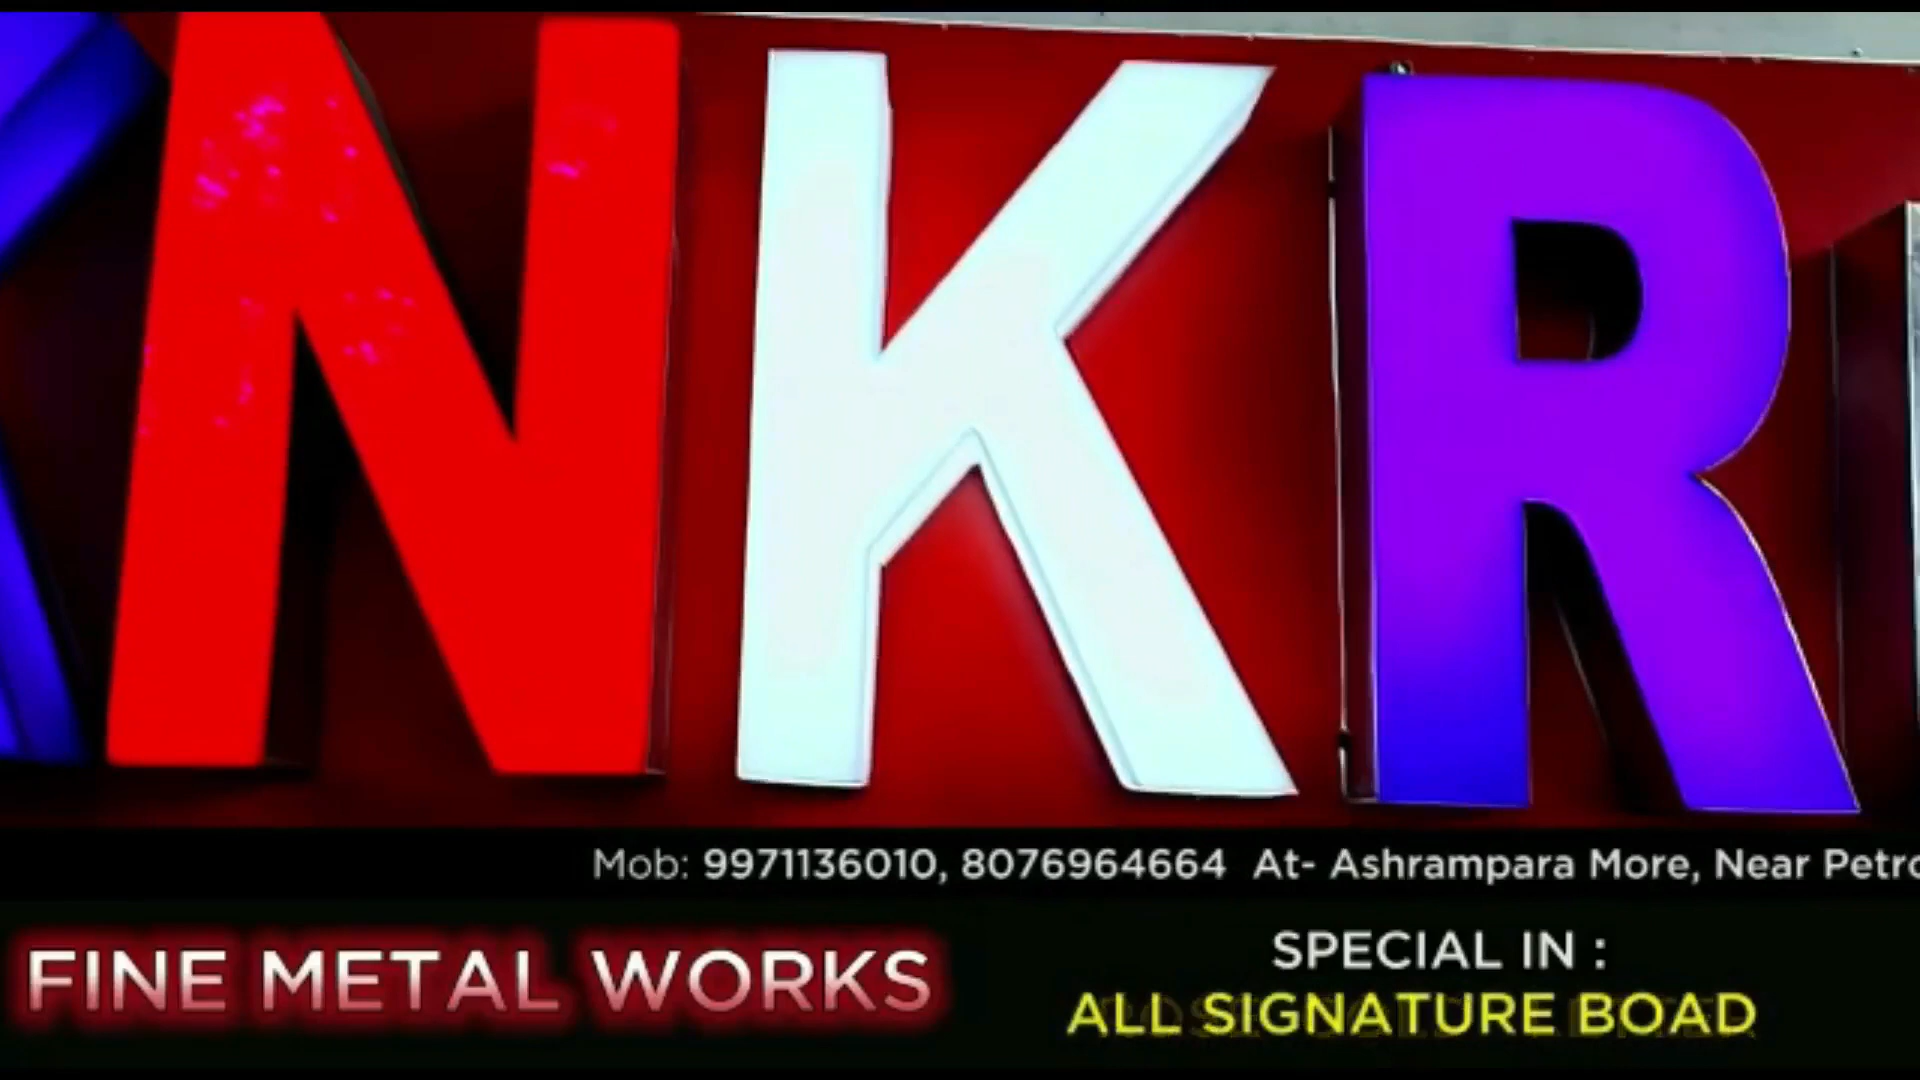 NKR
Mob: 9971136010, 8076964664 At- Ashrampara More, Near Petro
FINE METAL WORKS
SPECIAL IN :
ALL SIGNATURE BOAD